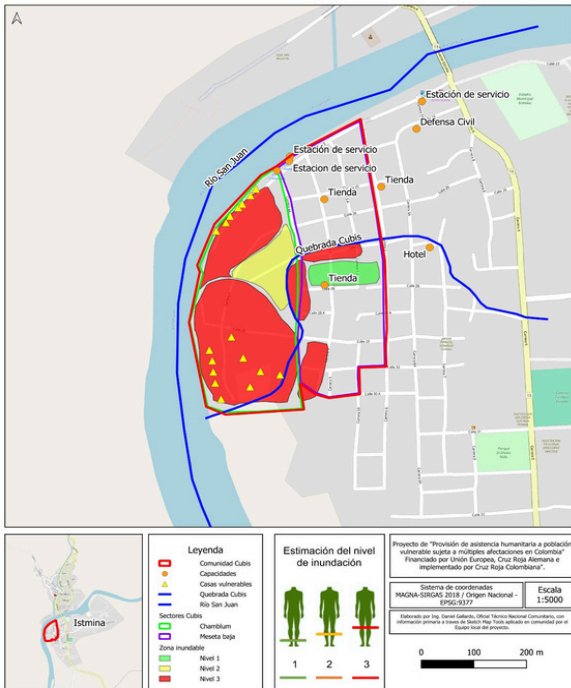 Río San Juan
Estación de servicio
Defensa Civil
Estación de servicio
Estacion de servicio
Tienda
Tienda
Quebrada Cubis
Hotel
Tienda
Istmina
Leyenda
Comunidad Cubis
Capacidades
Casas vulnerables
Quebrada Cubis
Río San Juan
Sectores Cubis
Chamblum
Meseta baja
Zona inundable
Nivel 1
Nivel 2
Nivel 3
Estimación del nivel
de inundación
1 2 3
Proyecto de "Provisión de asistencia humanitaria a población
vulnerable sujeta a múltiples afectaciones en Colombia"
Financiado por Unión Europea, Cruz Roja Alemana e
implementado por Cruz Roja Colombiana".
Sistema de coordenadas
MAGNA-SIRGAS 2018 / Origen Nacional -
EPSG:9377
Escala
1:5000
Elaborado por Ing. Daniel Gallardo, Oficial Técnico Nacional Comunitario, con
información primaria a traves de Sketch Map Tools aplicado en comunidad por el
Equipo local del proyecto.
0 100 200 m